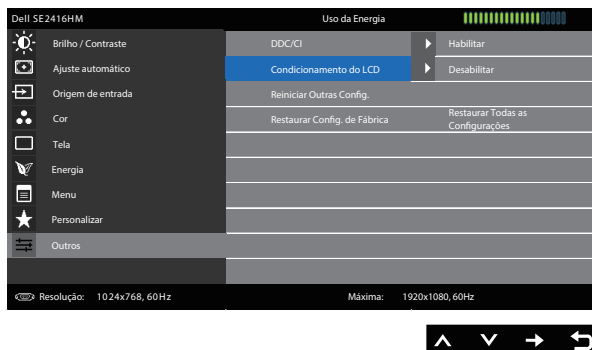 Dell SE2416HM Uso da Energia
Brilho / Contraste DDC/CI Habilitar
Ajuste automático Condicionamento do LCD Desabilitar
Origem de entrada Reiniciar Outras Config.
Cor Restaurar Config. de Fábrica Restaurar Todas as
Configurações
Tela
Energia
Menu
Personalizar
Outros
Resolução: 1024x768, 60Hz Máxima: 1920x1080, 60Hz